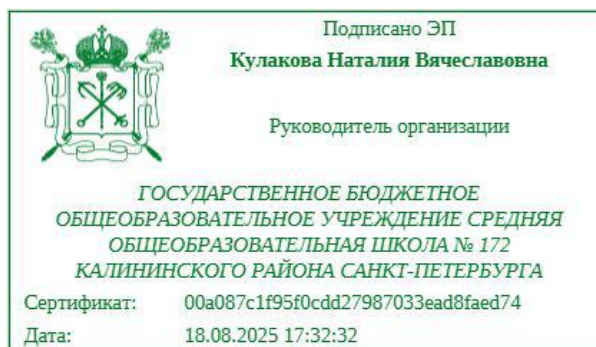 Подписано ЭП
Кулакова Наталия Вячеславовна
Руководитель организации
ГОСУДАРСТВЕННОЕ БЮДЖЕТНОЕ
ОБЩЕОБРАЗОВАТЕЛЬНОЕ УЧРЕЖДЕНИЕ СРЕДНЯЯ
ОБЩЕОБРАЗОВАТЕЛЬНАЯ ШКОЛА № 172
КАЛИНИНСКОГО РАЙОНА САНКТ-ПЕТЕРБУРГА
Сертификат: 00a087c1f95f0cdd27987033ead8faed74
Дата: 18.08.2025 17:32:32